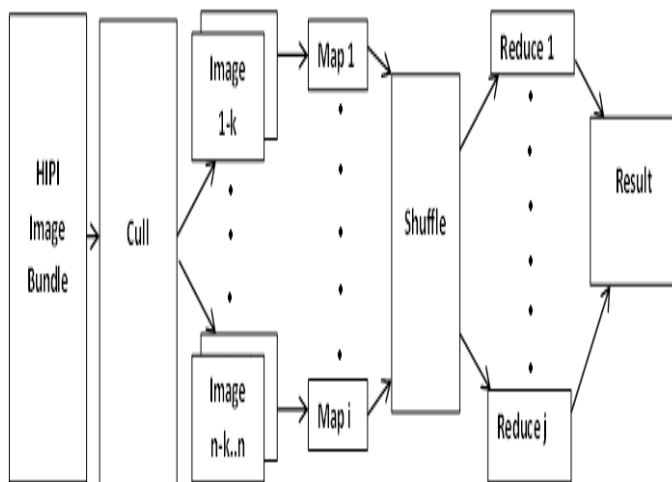 HIPI
Image
Bundle
Cull
Image
1-k
Image
n-k..n
Map 1
Map i
Shuffle
Reduce 1
Reduce j
Result